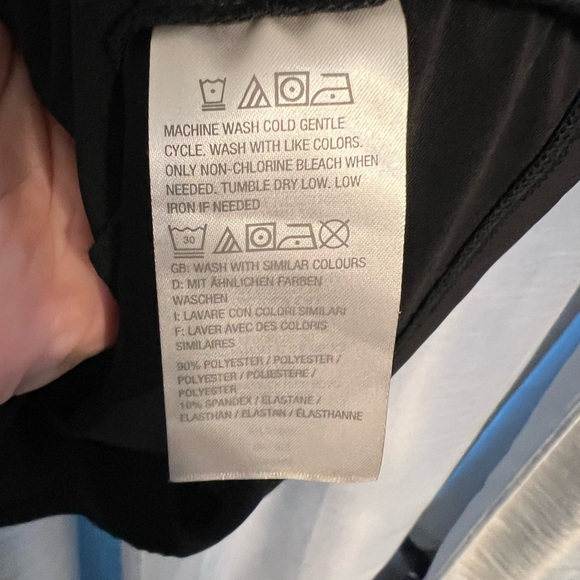 MACHINE WASH COLD GENTLE
CYCLE. WASH WITH LIKE COLORS.
ONLY NON-CHLORINE BLEACH WHEN
NEEDED. TUMBLE DRY LOW. LOW
IRON IF NEEDED
30
GB: WASH WITH SIMILAR COLOURS
D: MIT ÄHNLICHEN FARBEN
WASCHEN
I: LAVARE CON COLORI SIMILARI
F: LAVER AVEC DES COLORIS
SIMILAIRES
90% POLYESTER / POLYESTER /
POLYESTER / POLIESTERE /
POLYESTER
10% SPANDEX / ELASTANE /
ELASTHAN / ELASTAN / ÉLASTHANNE